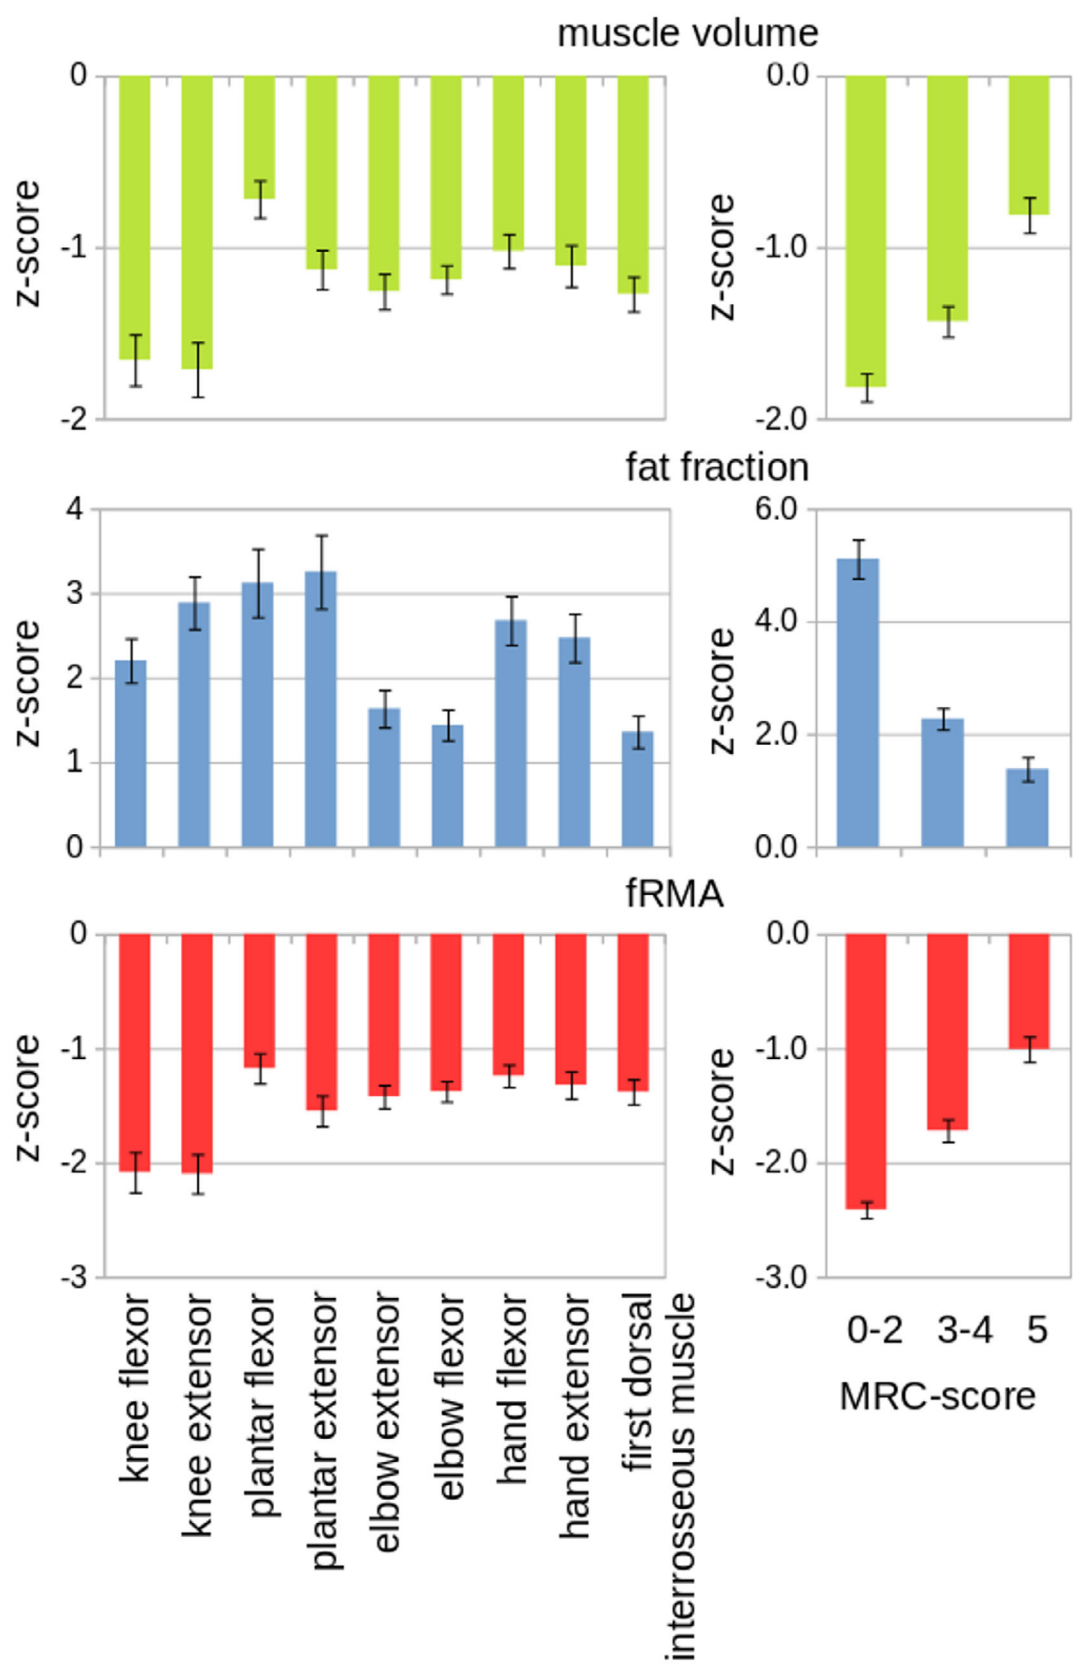 muscle volume
0
-1
-2
z-score
0.0
-1.0
-2.0
z-score
fat fraction
4
3
2
1
0
z-score
6.0
4.0
2.0
0.0
z-score
fRMA
0
-1
-2
-3
z-score
0.0
-1.0
-2.0
-3.0
z-score
knee flexor
knee extensor
plantar flexor
plantar extensor
elbow extensor
elbow flexor
hand flexor
hand extensor
first dorsal
interrosseous muscle
0-2 3-4 5
MRC-score